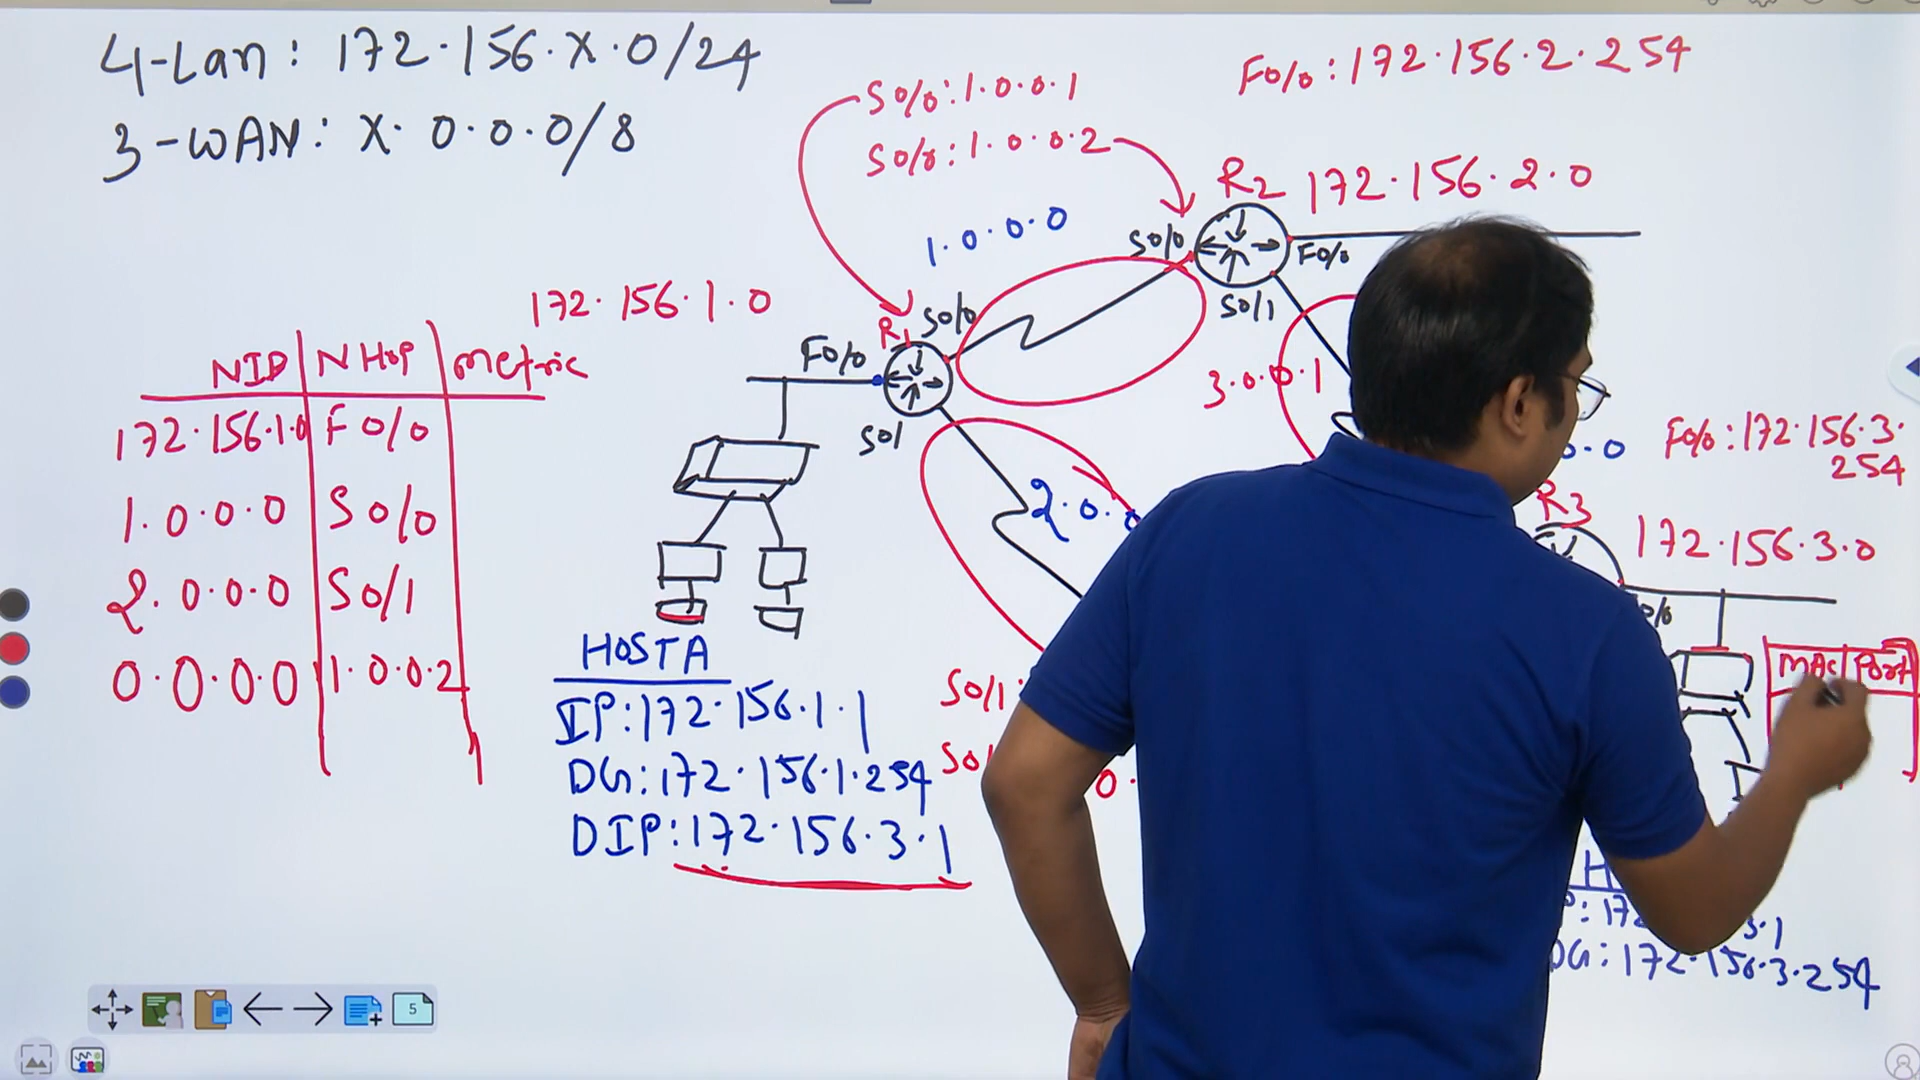 4-Lan: 172.156.X.0/24
3-WAN: X.0.0.0/8
S0/0:1.0.0.1
S0/0:1.0.0.2
F0/0:172.156.2.254
R2 172.156.2.0
1.0.0.0
S0/0
F0/0
S0/1
172.156.1.0
R1
S0/0
F0/0
S01
3.0.0.1
F0/0:172.156.3.
254
R3
172.156.3.0
2.0.0
NID NHOP metric
172.156.1.0 F0/0
1.0.0.0 S0/0
2.0.0.0 S0/1
0.0.0.0 1.0.0.2
HOSTA
IP:172.156.1.1
DG:172.156.1.254
DIP:172.156.3.1
S0/1
MAC Port
3.1
DG:172.156.3.254
5